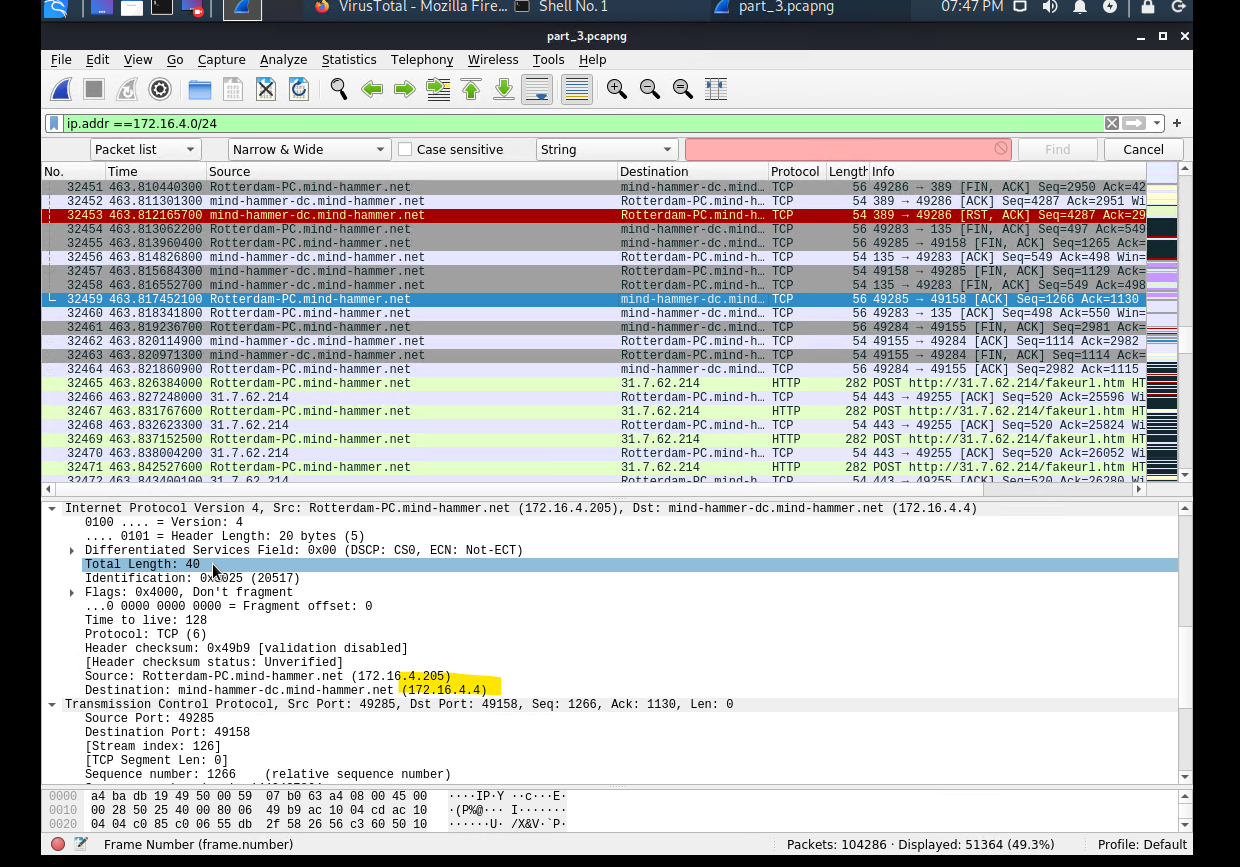 VirusTotal - Mozilla Fire... Shell No. 1 part_3.pcapng 07:47 PM
part_3.pcapng
File Edit View Go Capture Analyze Statistics Telephony Wireless Tools Help
ip.addr ==172.16.4.0/24
Packet list Narrow & Wide Case sensitive String Find Cancel
No. Time Source Destination Protocol Length Info
32451 463.810440300 Rotterdam-PC.mind-hammer.net mind-hammer-dc.mind… TCP 56 49286 → 389 [FIN, ACK] Seq=2950 Ack=42
32452 463.811301300 mind-hammer-dc.mind-hammer.net Rotterdam-PC.mind-h… TCP 54 389 → 49286 [ACK] Seq=4287 Ack=2951 Wi
32453 463.812165700 mind-hammer-dc.mind-hammer.net Rotterdam-PC.mind-h… TCP 54 389 → 49286 [RST, ACK] Seq=4287 Ack=29
32454 463.813062200 Rotterdam-PC.mind-hammer.net mind-hammer-dc.mind… TCP 56 49283 → 135 [FIN, ACK] Seq=497 Ack=549
32455 463.813960400 Rotterdam-PC.mind-hammer.net mind-hammer-dc.mind… TCP 56 49285 → 49158 [FIN, ACK] Seq=1265 Ack=
32456 463.814826800 mind-hammer-dc.mind-hammer.net Rotterdam-PC.mind-h… TCP 54 135 → 49283 [ACK] Seq=549 Ack=498 Win=
32457 463.815684300 mind-hammer-dc.mind-hammer.net Rotterdam-PC.mind-h… TCP 54 49158 → 49285 [FIN, ACK] Seq=1129 Ack=
32458 463.816552700 mind-hammer-dc.mind-hammer.net Rotterdam-PC.mind-h… TCP 54 135 → 49283 [FIN, ACK] Seq=549 Ack=498
32459 463.817452100 Rotterdam-PC.mind-hammer.net mind-hammer-dc.mind… TCP 56 49285 → 49158 [ACK] Seq=1266 Ack=1130
32460 463.818341800 Rotterdam-PC.mind-hammer.net mind-hammer-dc.mind… TCP 56 49283 → 135 [ACK] Seq=498 Ack=550 Win=
32461 463.819236700 Rotterdam-PC.mind-hammer.net mind-hammer-dc.mind… TCP 56 49284 → 49155 [FIN, ACK] Seq=2981 Ack=
32462 463.820114900 mind-hammer-dc.mind-hammer.net Rotterdam-PC.mind-h… TCP 54 49155 → 49284 [ACK] Seq=1114 Ack=2982
32463 463.820971300 mind-hammer-dc.mind-hammer.net Rotterdam-PC.mind-h… TCP 54 49155 → 49284 [FIN, ACK] Seq=1114 Ack=
32464 463.821860900 Rotterdam-PC.mind-hammer.net mind-hammer-dc.mind… TCP 56 49284 → 49155 [ACK] Seq=2982 Ack=1115
32465 463.826384000 Rotterdam-PC.mind-hammer.net 31.7.62.214 HTTP 282 POST http://31.7.62.214/fakeurl.htm HT
32466 463.827248000 31.7.62.214 Rotterdam-PC.mind-h… TCP 54 443 → 49255 [ACK] Seq=520 Ack=25596 Wi
32467 463.831767600 Rotterdam-PC.mind-hammer.net 31.7.62.214 HTTP 282 POST http://31.7.62.214/fakeurl.htm HT
32468 463.832623300 31.7.62.214 Rotterdam-PC.mind-h… TCP 54 443 → 49255 [ACK] Seq=520 Ack=25824 Wi
32469 463.837152500 Rotterdam-PC.mind-hammer.net 31.7.62.214 HTTP 282 POST http://31.7.62.214/fakeurl.htm HT
32470 463.838004200 31.7.62.214 Rotterdam-PC.mind-h… TCP 54 443 → 49255 [ACK] Seq=520 Ack=26052 Wi
32471 463.842527600 Rotterdam-PC.mind-hammer.net 31.7.62.214 HTTP 282 POST http://31.7.62.214/fakeurl.htm HT
32472 463.843400100 31.7.62.214 Rotterdam-PC.mind-h… TCP 54 443 → 49255 [ACK] Seq=520 Ack=26280 Wi
Internet Protocol Version 4, Src: Rotterdam-PC.mind-hammer.net (172.16.4.205), Dst: mind-hammer-dc.mind-hammer.net (172.16.4.4)
0100 .... = Version: 4
.... 0101 = Header Length: 20 bytes (5)
Differentiated Services Field: 0x00 (DSCP: CS0, ECN: Not-ECT)
Total Length: 40
Identification: 0x5025 (20517)
Flags: 0x4000, Don't fragment
...0 0000 0000 0000 = Fragment offset: 0
Time to live: 128
Protocol: TCP (6)
Header checksum: 0x49b9 [validation disabled]
[Header checksum status: Unverified]
Source: Rotterdam-PC.mind-hammer.net (172.16.4.205)
Destination: mind-hammer-dc.mind-hammer.net (172.16.4.4)
Transmission Control Protocol, Src Port: 49285, Dst Port: 49158, Seq: 1266, Ack: 1130, Len: 0
Source Port: 49285
Destination Port: 49158
[Stream index: 126]
[TCP Segment Len: 0]
Sequence number: 1266 (relative sequence number)
0000 a4 ba db 19 49 50 00 59 07 b0 63 a4 08 00 45 00 ····IP·Y ··c···E·
0010 00 28 50 25 40 00 80 06 49 b9 ac 10 04 cd ac 10 ·(P%@··· I·······
0020 04 04 c0 85 c0 06 55 db 2f 58 26 56 c3 60 50 10 ······U· /X&V·`P·
Frame Number (frame.number) Packets: 104286 · Displayed: 51364 (49.3%) Profile: Default